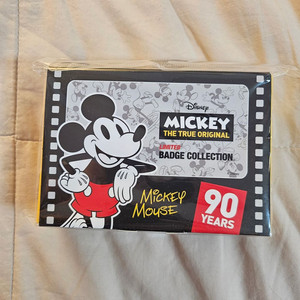 Disney
MICKEY
THE TRUE ORIGINAL
LIMITED
BADGE COLLECTION
Mickey
Mouse
90
YEARS